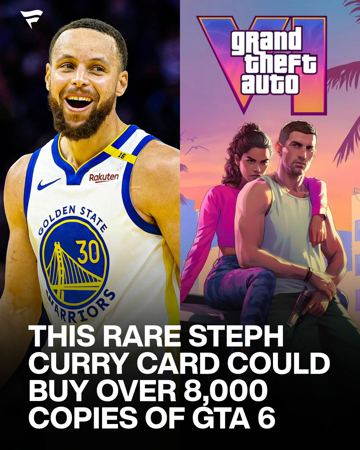 VI
grand
theft
auto
16
Rakuten
GOLDEN STATE
30
WARRIORS
THIS RARE STEPH
CURRY CARD COULD
BUY OVER 8,000
COPIES OF GTA 6